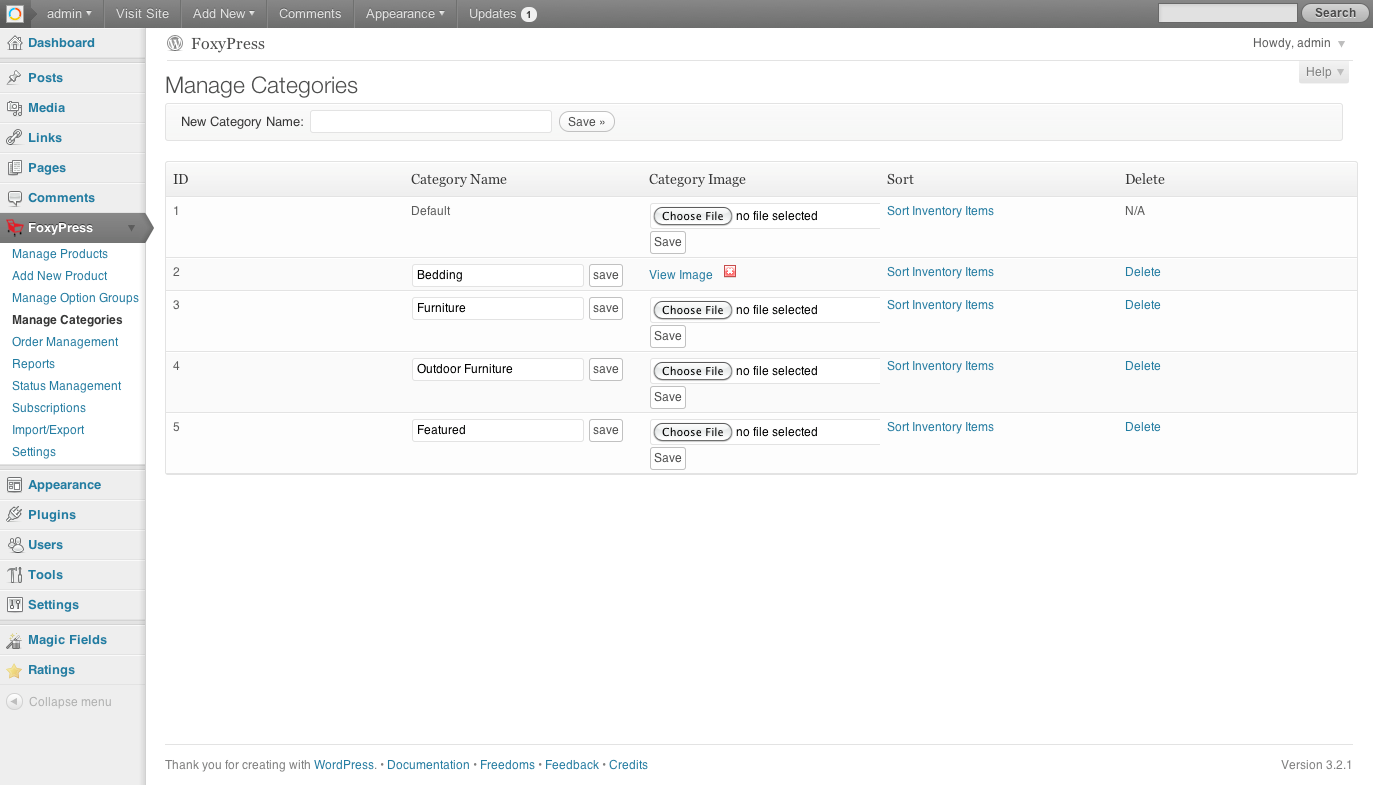 admin Visit Site Add New Comments Appearance Updates 1 Search
FoxyPress Howdy, admin
Help
Dashboard
Posts
Media
Links
Pages
Comments
FoxyPress
Manage Products
Add New Product
Manage Option Groups
Manage Categories
Order Management
Reports
Status Management
Subscriptions
Import/Export
Settings
Appearance
Plugins
Users
Tools
Settings
Magic Fields
Ratings
Collapse menu
Manage Categories
New Category Name: Save »
ID Category Name Category Image Sort Delete
1 Default Choose File no file selected Sort Inventory Items N/A
Save
2 Bedding save View Image Sort Inventory Items Delete
3 Furniture save Choose File no file selected Sort Inventory Items Delete
Save
4 Outdoor Furniture save Choose File no file selected Sort Inventory Items Delete
Save
5 Featured save Choose File no file selected Sort Inventory Items Delete
Save
Thank you for creating with WordPress. • Documentation • Freedoms • Feedback • Credits Version 3.2.1